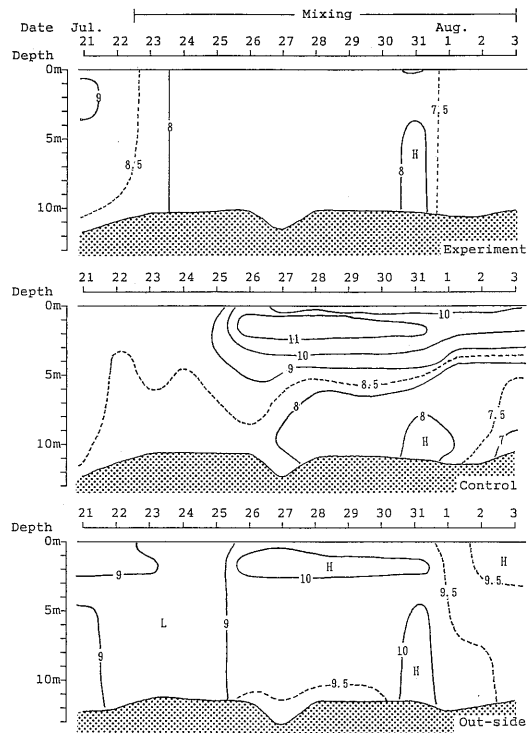 Mixing
Date Jul. Aug.
21 22 23 24 25 26 27 28 29 30 31 1 2 3
Depth
0m
9
7.5
5m
8
8.5
H
8
10m
Experiment
21 22 23 24 25 26 27 28 29 30 31 1 2 3
Depth
0m
10
11
10
9
8.5
5m
8
8
7.5
H
7
10m
Control
21 22 23 24 25 26 27 28 29 30 31 1 2 3
Depth
0m
9
H
10
H
9.5
9.5
5m
L
9
9
10
H
9.5
10m
Out-side